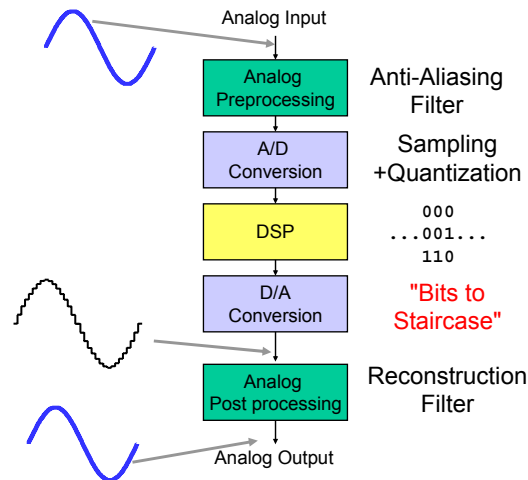 Analog Input
Analog
Preprocessing
Anti-Aliasing
Filter
A/D
Conversion
Sampling
+Quantization
DSP
000
...001...
110
D/A
Conversion
"Bits to
Staircase"
Analog
Post processing
Reconstruction
Filter
Analog Output